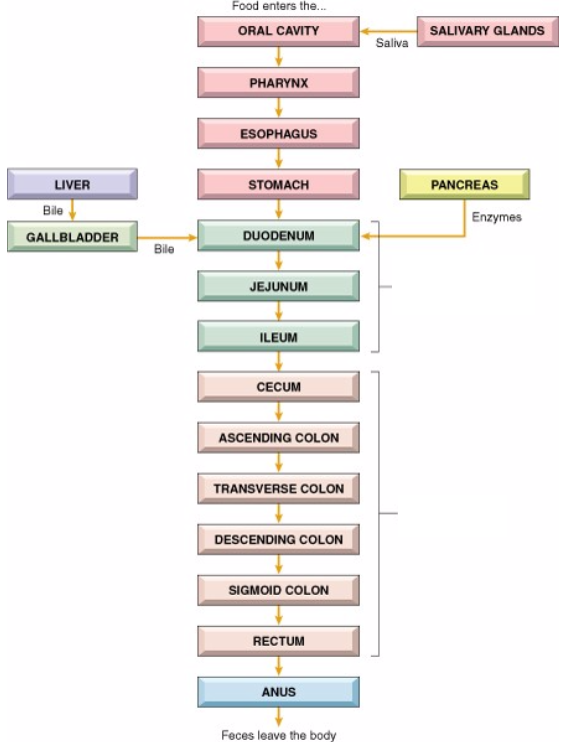 Food enters the...
ORAL CAVITY
SALIVARY GLANDS
Saliva
PHARYNX
ESOPHAGUS
LIVER
STOMACH
PANCREAS
Bile
Enzymes
GALLBLADDER
Bile
DUODENUM
JEJUNUM
ILEUM
CECUM
ASCENDING COLON
TRANSVERSE COLON
DESCENDING COLON
SIGMOID COLON
RECTUM
ANUS
Feces leave the body